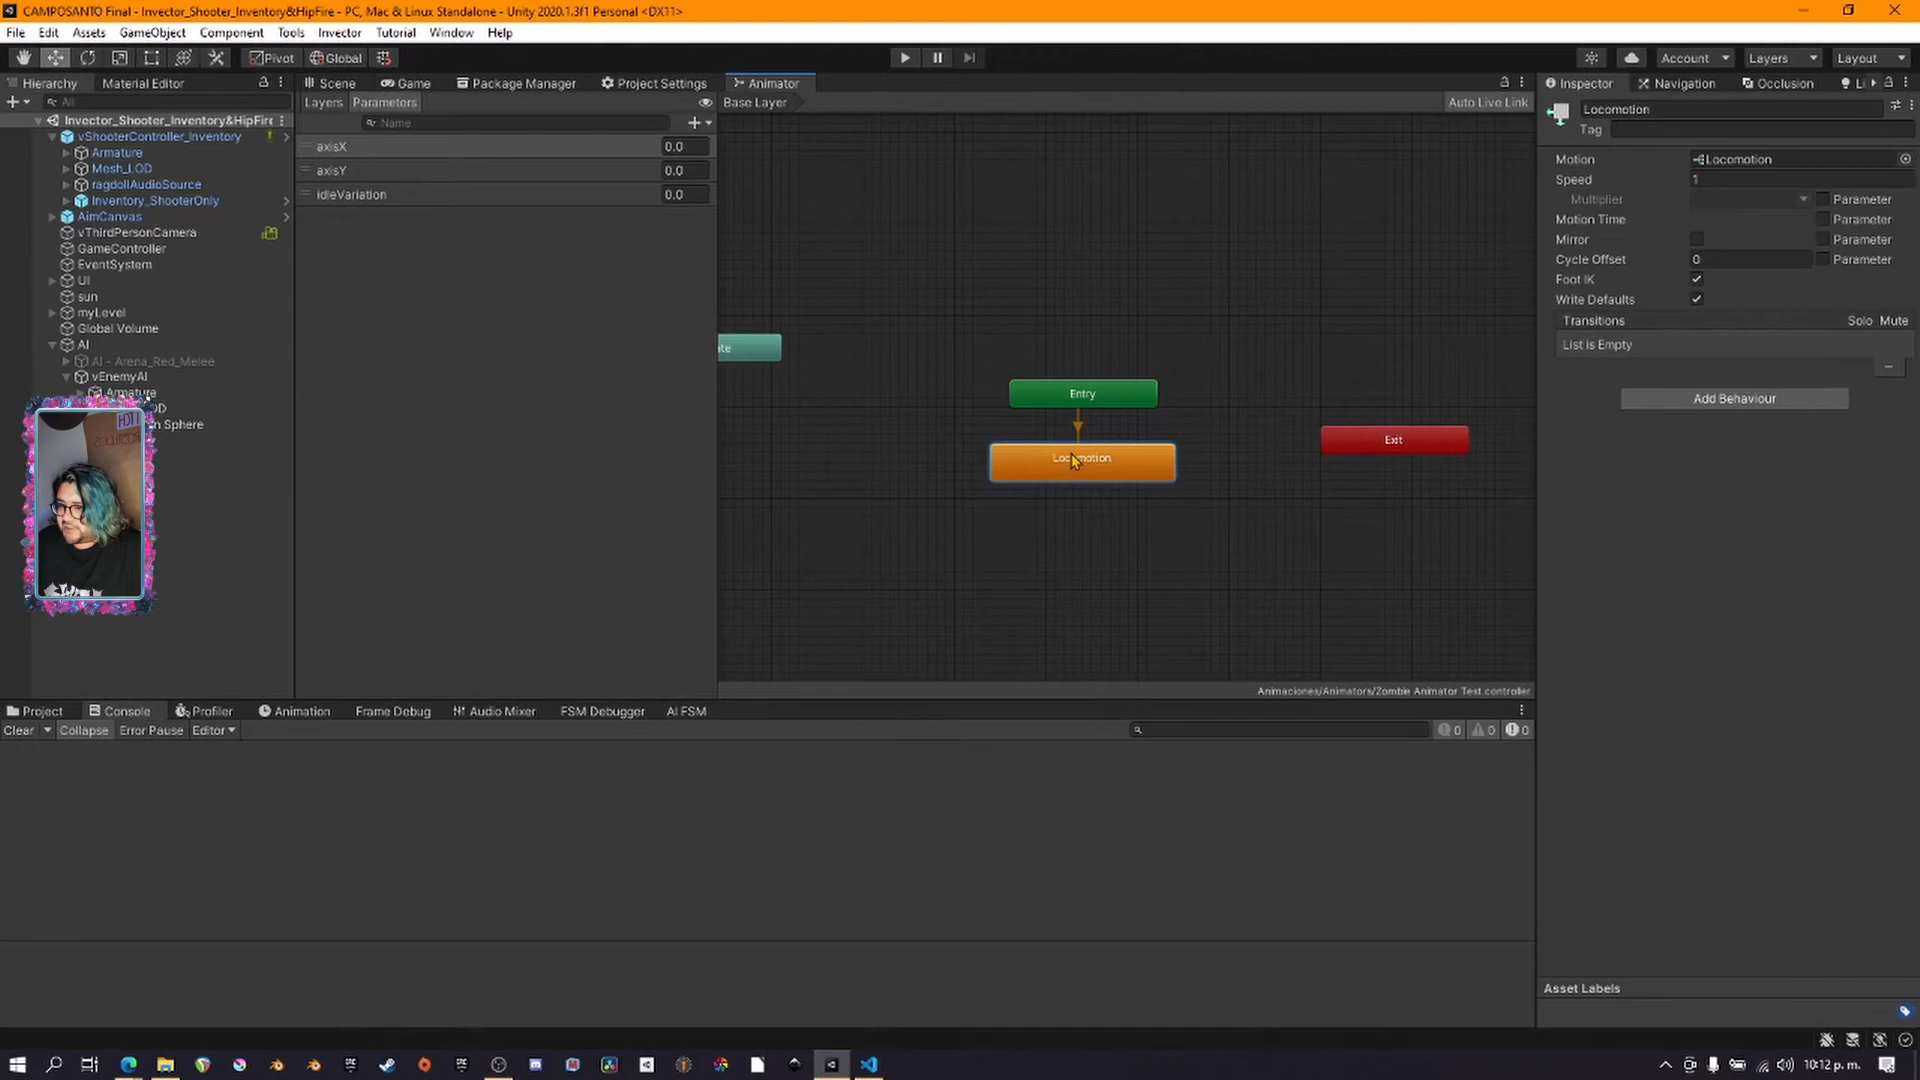 CAMPOSANTO Final - Invector_Shooter_Inventory&HipFire - PC, Mac & Linux Standalone - Unity 2020.1.3f1 Personal <DX11>
File Edit Assets GameObject Component Tools Invector Tutorial Window Help
Pivot Global Account Layers Layout
Hierarchy Material Editor Scene Game Package Manager Project Settings Animator Inspector Navigation Occlusion
All Layers Parameters Base Layer Auto Live Link
Name
Invector_Shooter_Inventory&HipFire
vShooterController_Inventory
Armature
Mesh_LOD
ragdollAudioSource
Inventory_ShooterOnly
AimCanvas
vThirdPersonCamera
GameController
EventSystem
UI
sun
myLevel
Global Volume
AI
AI - Arena_Red_Melee
vEnemyAI
Armature
Sphere
axisX 0.0
axisY 0.0
idleVariation 0.0
Entry
Locomotion
Exit
Animaciones/Animators/Zombie Animator Test.controller
Locomotion
Tag
Motion Locomotion
Speed 1
Multiplier Parameter
Motion Time Parameter
Mirror Parameter
Cycle Offset 0 Parameter
Foot IK
Write Defaults
Transitions Solo Mute
List is Empty
Add Behaviour
Asset Labels
Project Console Profiler Animation Frame Debug Audio Mixer FSM Debugger AI FSM
Clear Collapse Error Pause Editor 0 0 0
10:12 p. m.